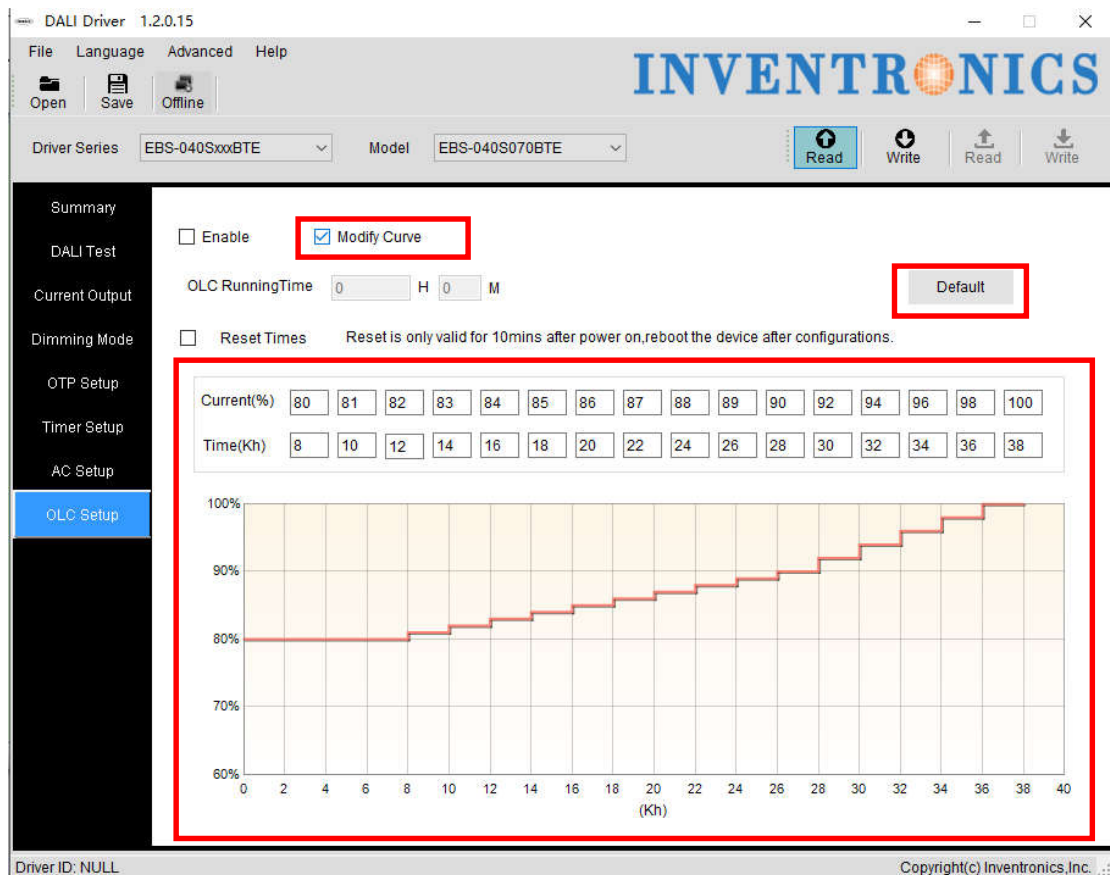 DALI Driver 1.2.0.15
File Language Advanced Help
INVENTRONICS
Open Save Offline
Driver Series EBS-040SxxxBTE Model EBS-040S070BTE Read Write Read Write
Summary
DALI Test
Current Output
Dimming Mode
OTP Setup
Timer Setup
AC Setup
OLC Setup
Enable Modify Curve
OLC RunningTime 0 H 0 M Default
Reset Times Reset is only valid for 10mins after power on,reboot the device after configurations.
Current(%) 80 81 82 83 84 85 86 87 88 89 90 92 94 96 98 100
Time(Kh) 8 10 12 14 16 18 20 22 24 26 28 30 32 34 36 38
100%
90%
80%
70%
60%
0 2 4 6 8 10 12 14 16 18 20 22 24 26 28 30 32 34 36 38 40
(Kh)
Driver ID: NULL Copyright(c) Inventronics,Inc.